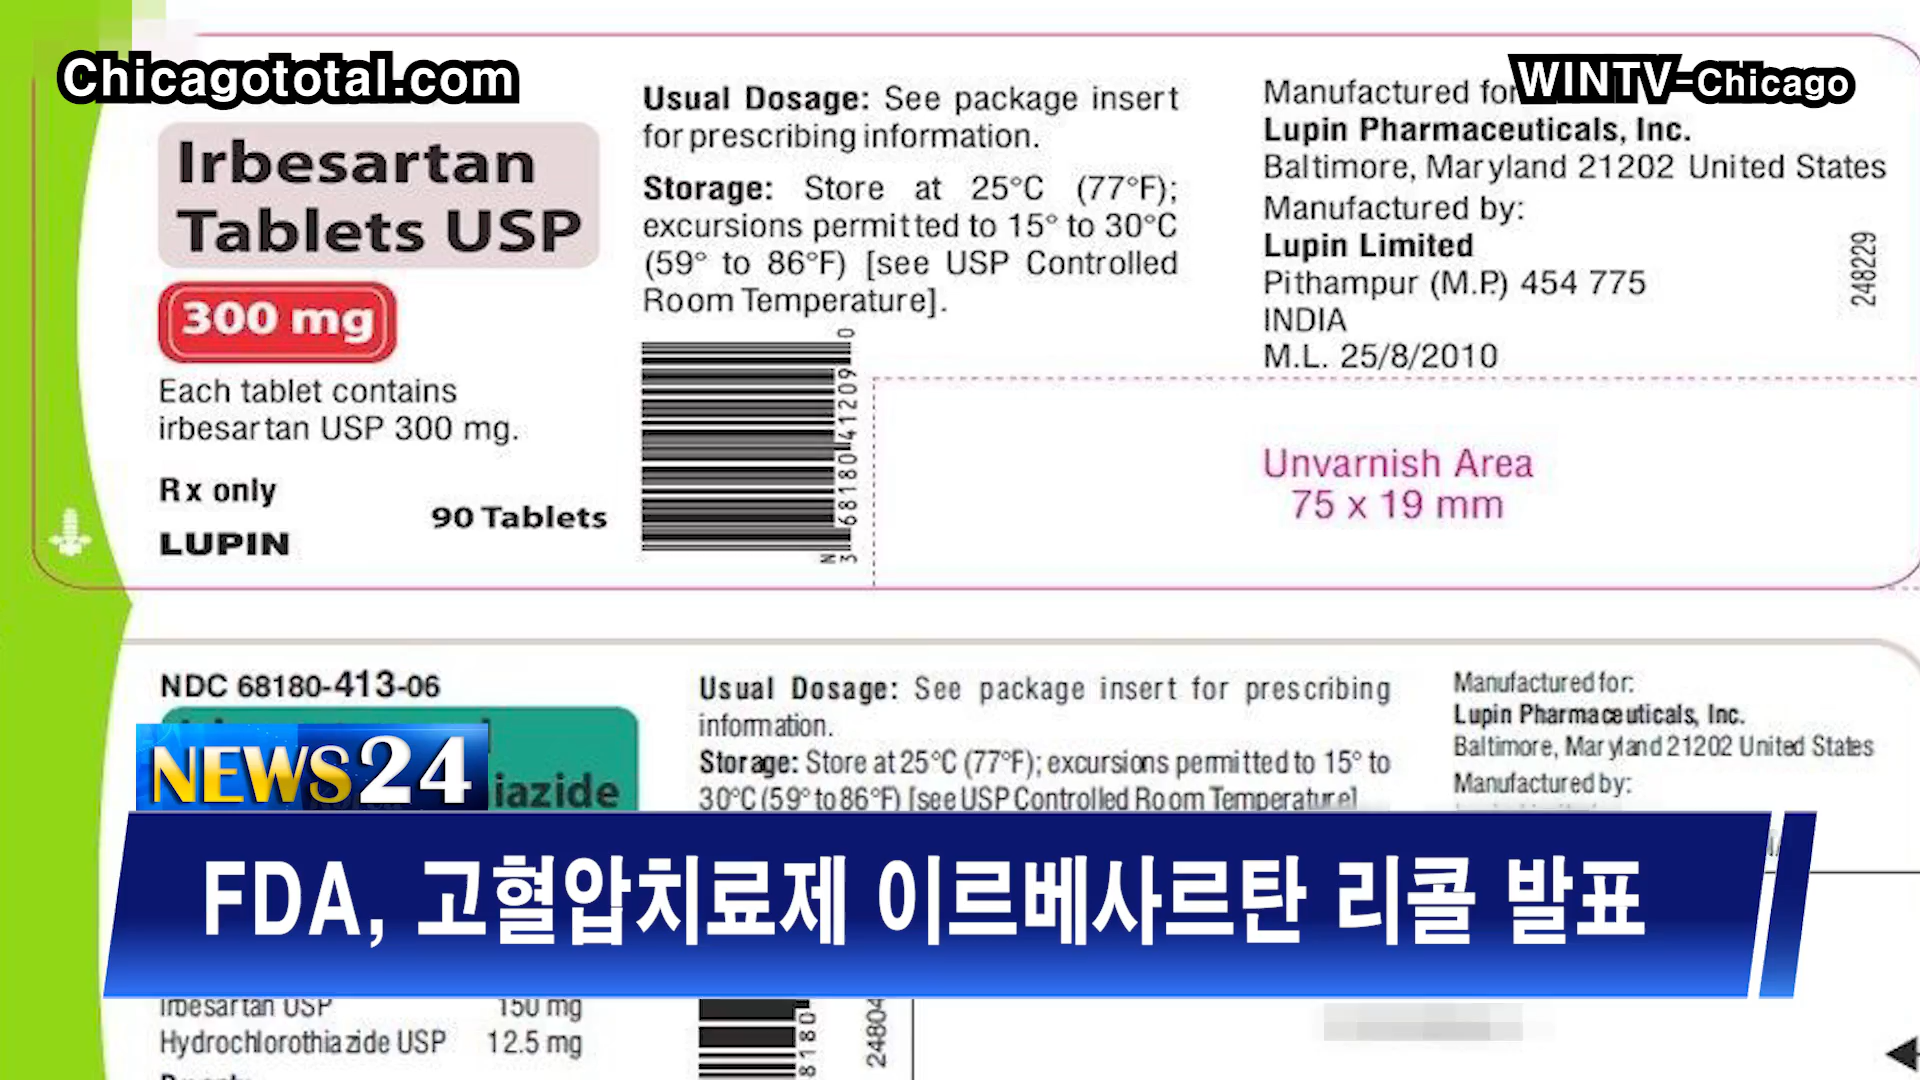 Chicagototal.com
WINTV-Chicago
Irbesartan
Tablets USP
300 mg
Each tablet contains
irbesartan USP 300 mg.
Rx only
90 Tablets
LUPIN
Usual Dosage: See package insert
for prescribing information.
Storage: Store at 25°C (77°F);
excursions permitted to 15° to 30°C
(59° to 86°F) [see USP Controlled
Room Temperature].
N 3 68180 41209 0
Manufactured for
Lupin Pharmaceuticals, Inc.
Baltimore, Maryland 21202 United States
Manufactured by:
Lupin Limited
Pithampur (M.P.) 454 775
INDIA
M.L. 25/8/2010
248229
Unvarnish Area
75 x 19 mm
NDC 68180-413-06
iazide
Usual Dosage: See package insert for prescribing
information.
Storage: Store at 25°C (77°F); excursions permitted to 15° to
30°C (59° to 86°F) [see USP Controlled Room Temperature]
Manufactured for:
Lupin Pharmaceuticals, Inc.
Baltimore, Maryland 21202 United States
Manufactured by:
NEWS24
FDA, 고혈압치료제 이르베사르탄 리콜 발표
Irbesartan USP 150 mg
Hydrochlorothiazide USP 12.5 mg
8180
24804